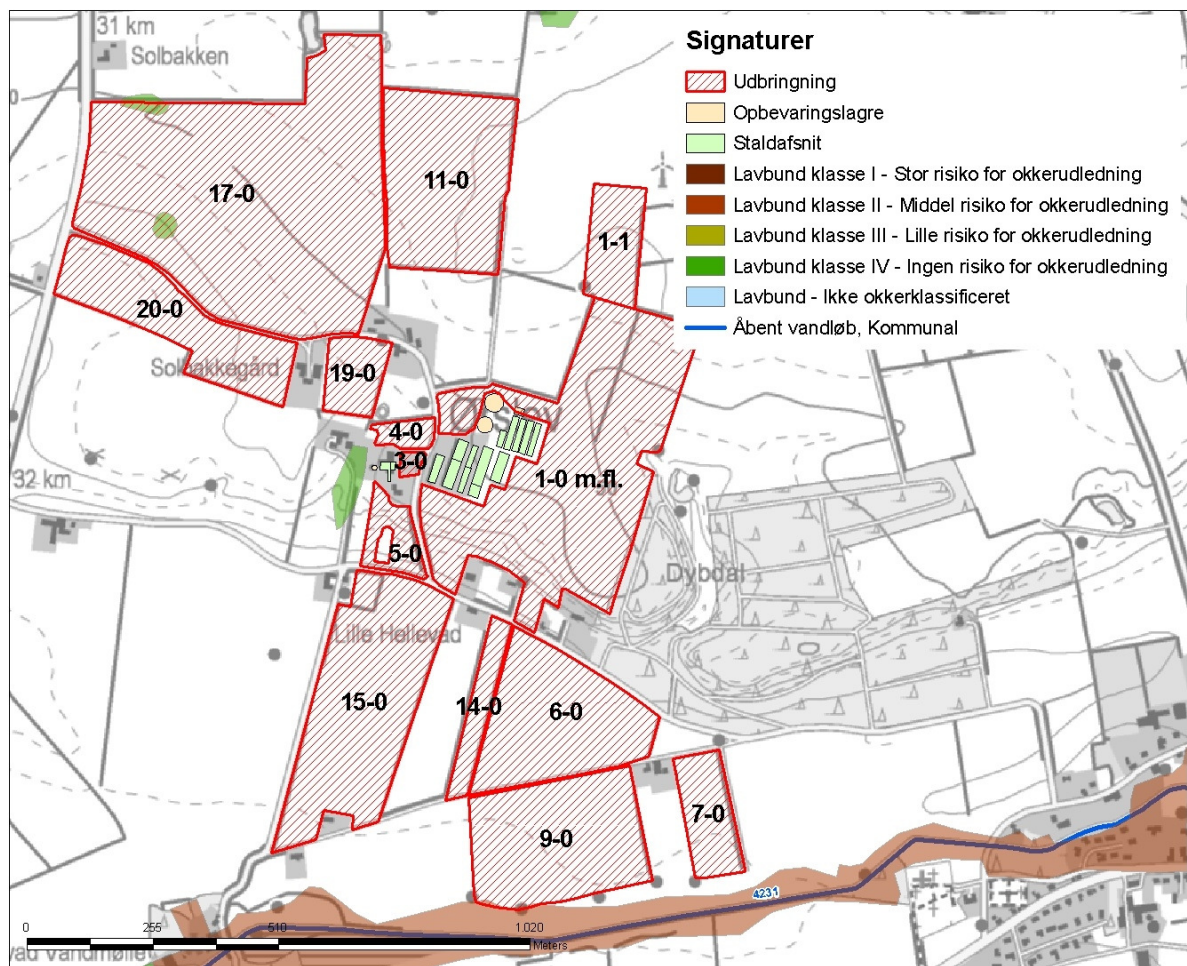 31 km
Solbakken
Signaturer
Udbringning
Opbevaringslagre
Staldafsnit
Lavbund klasse I - Stor risiko for okkerudledning
Lavbund klasse II - Middel risiko for okkerudledning
Lavbund klasse III - Lille risiko for okkerudledning
Lavbund klasse IV - Ingen risiko for okkerudledning
Lavbund - Ikke okkerklassificeret
Åbent vandløb, Kommunal
17-0
11-0
1-1
20-0
Solbakkegård
19-0
4-0
3-0
32 km
1-0 m.fl.
5-0
Dybdal
Lille Hellevad
15-0
14-0
6-0
7-0
9-0
4231
0
255
510
1.020
Meters
vad Vandmøllet